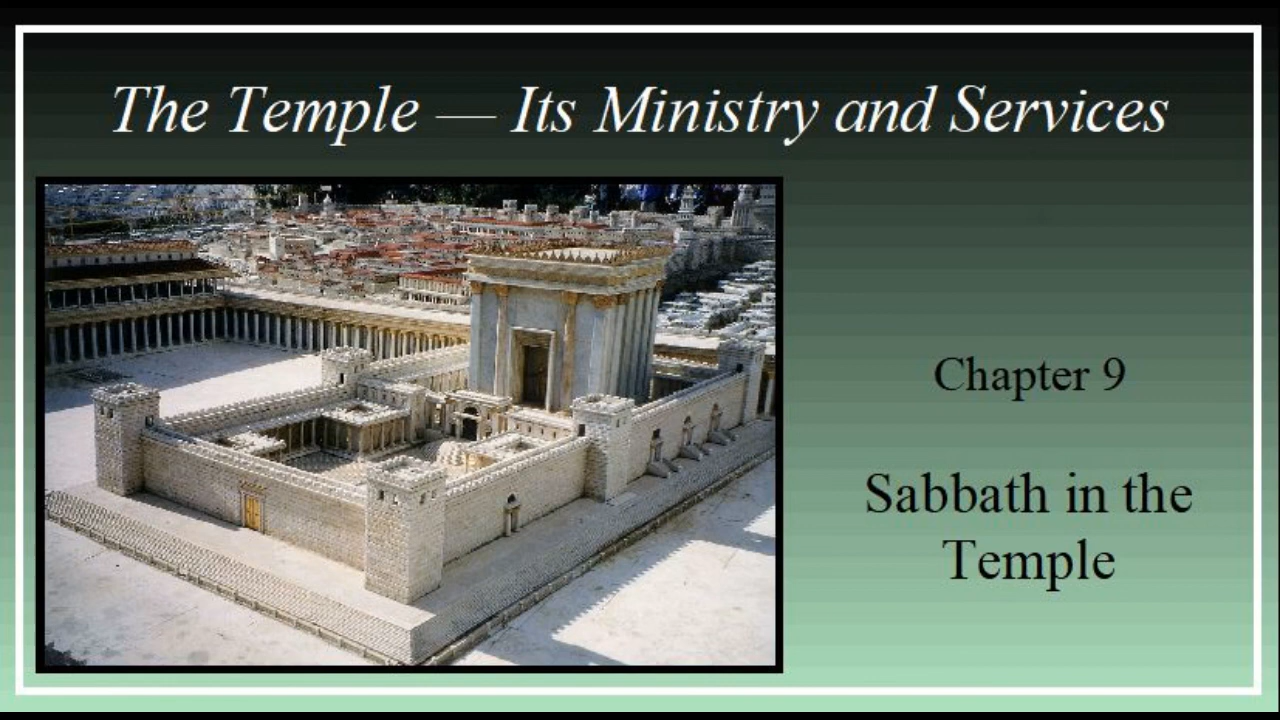 The Temple — Its Ministry and Services
Chapter 9
Sabbath in the
Temple